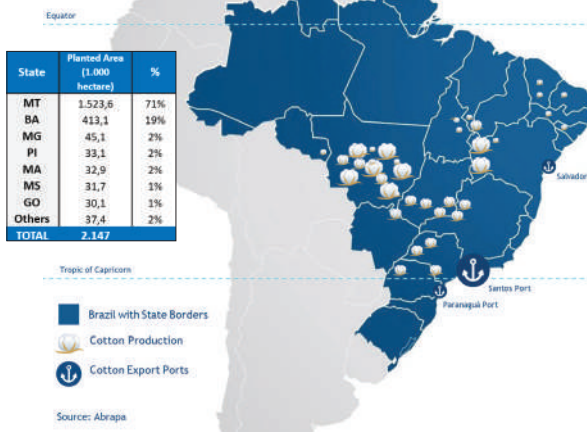 Equator
State Planted Area (1.000 hectare) %
MT 1.523,6 71%
BA 413,1 19%
MG 45,1 2%
PI 33,1 2%
MA 32,9 2%
MS 31,7 1%
GO 30,1 1%
Others 37,4 2%
TOTAL 2.147
Salvador
Tropic of Capricorn
Santos Port
Paranaguá Port
Brazil with State Borders
Cotton Production
Cotton Export Ports
Source: Abrapa